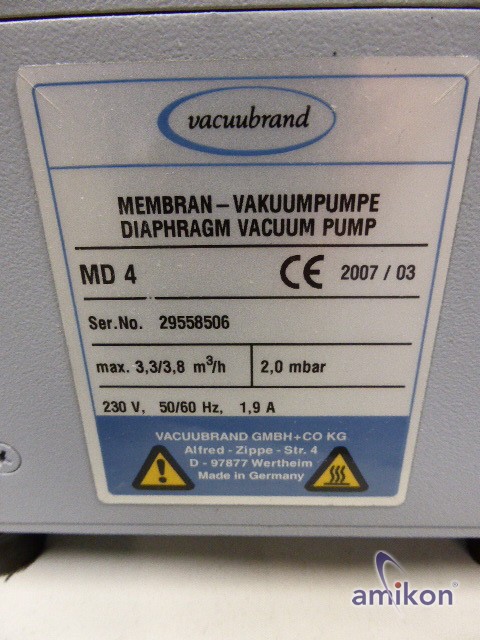 vacuubrand
MEMBRAN - VAKUUMPUMPE
DIAPHRAGM VACUUM PUMP
MD 4 CE 2007 / 03
Ser.No. 29558506
max. 3,3/3,8 m³/h 2,0 mbar
230 V, 50/60 Hz, 1,9 A
VACUUBRAND GMBH+CO KG
Alfred - Zippe - Str. 4
D - 97877 Wertheim
Made in Germany
amikon®